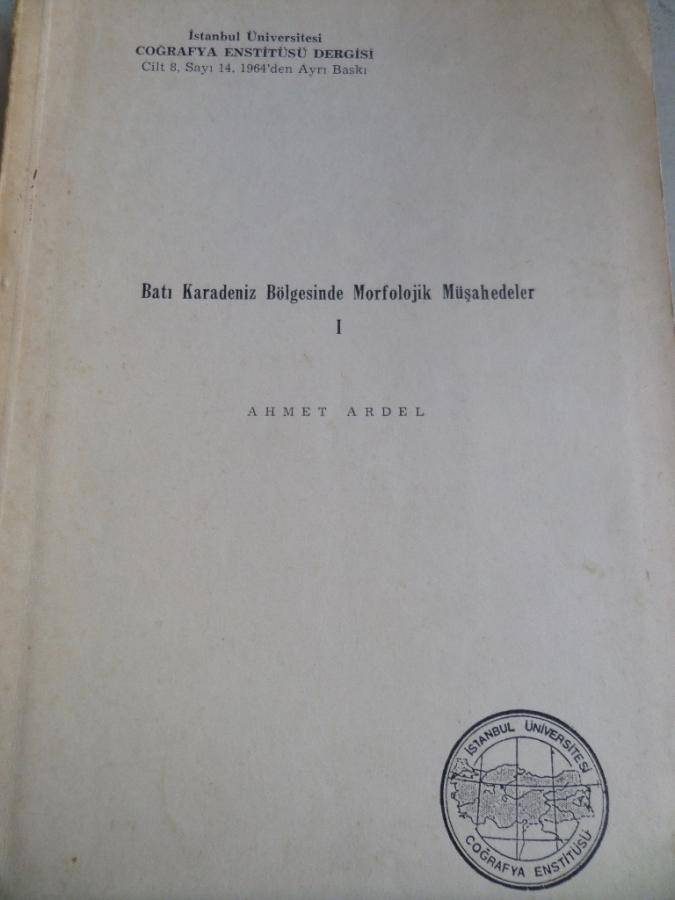 İstanbul Üniversitesi
COĞRAFYA ENSTİTÜSÜ DERGİSİ
Cilt 8, Sayı 14, 1964'den Ayrı Baskı
Batı Karadeniz Bölgesinde Morfolojik Müşahedeler
I
AHMET ARDEL
İSTANBUL ÜNİVERSİTESİ
COĞRAFYA ENSTİTÜSÜ